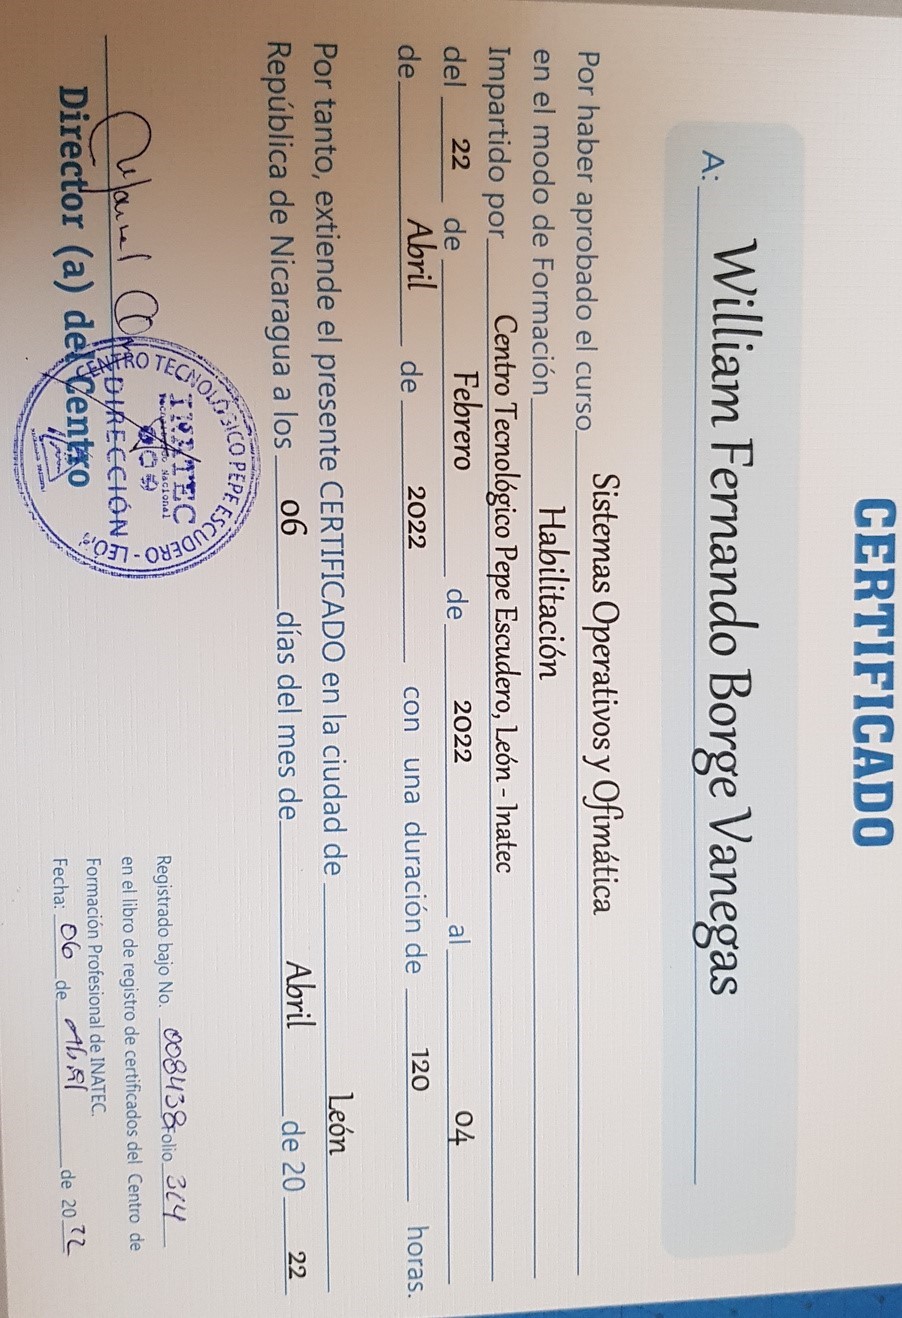 CERTIFICADO
A: William Fernando Borge Vanegas
Por haber aprobado el curso Sistemas Operativos y Ofimática
en el modo de Formación Habilitación
Impartido por Centro Tecnológico Pepe Escudero, León - Inatec
del 22 de Febrero de 2022 al 04
de Abril de 2022 con una duración de 120 horas.
Por tanto, extiende el presente CERTIFICADO en la ciudad de León
República de Nicaragua a los 06 días del mes de Abril de 20 22
CENTRO TECNOLÓGICO PEPE ESCUDERO - LEÓN
INATEC
Tecnológico Nacional
DIRECCIÓN
Director (a) del Centro
Registrado bajo No. 008438 Folio
en el libro de registro de certificados del Centro de
Formación Profesional de INATEC.
Fecha: 06 de Abril de 20 22